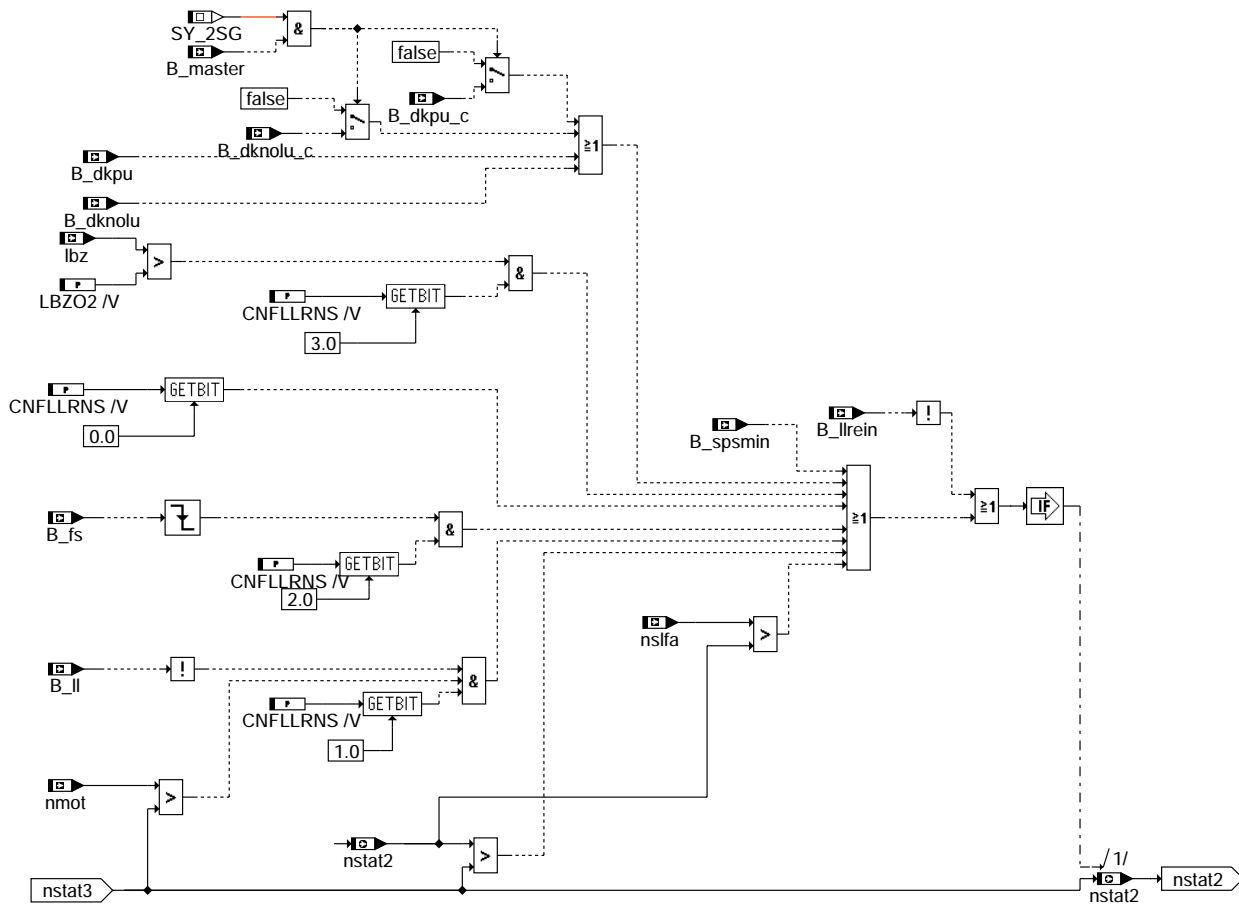 SY_2SG
&
B_master
false
B_dkpu_c
false
B_dknolu_c
≥1
B_dkpu
B_dknolu
lbz
>
LBZO2 /V
&
P
GETBIT
CNFLLRNS /V
3.0
P
GETBIT
CNFLLRNS /V
0.0
B_llrein
!
B_spsmin
≥1
≥1
IF
B_fs
&
P
GETBIT
CNFLLRNS /V
2.0
nslfa
>
B_ll
!
&
P
GETBIT
CNFLLRNS /V
1.0
nmot
>
nstat2
>
/1/
nstat3
nstat2
nstat2